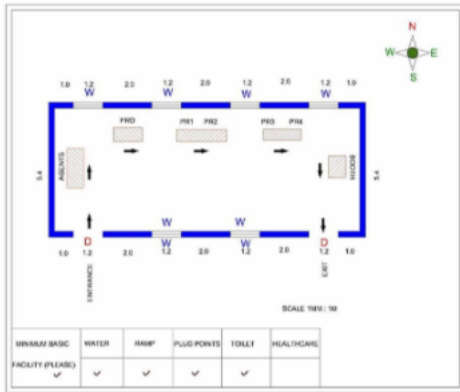 N
W E
S
1.0 1.2 2.0 1.2 2.0 1.2 2.0 1.2 1.0
W W W W
PRO PR1 PR2 PR3 PR4
5.4 AGENTS BOOTH 5.4
W W
D W W D
1.0 1.2 2.0 1.2 2.0 1.2 2.0 1.2 1.0
ENTRANCE EXIT
SCALE 1MM : 1M
MINIMUM BASIC WATER RAMP PLUG POINTS TOILET HEALTHCARE
FACILITY (PLEASE)